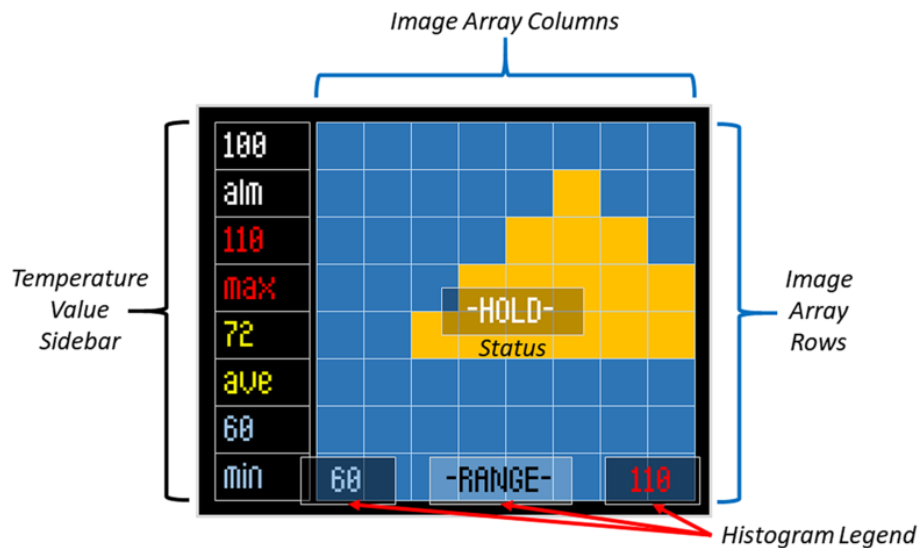 Image Array Columns
100
alm
110
max
72
ave
60
min
Temperature
Value
Sidebar
-HOLD-
Status
60
-RANGE-
110
Image
Array
Rows
Histogram Legend